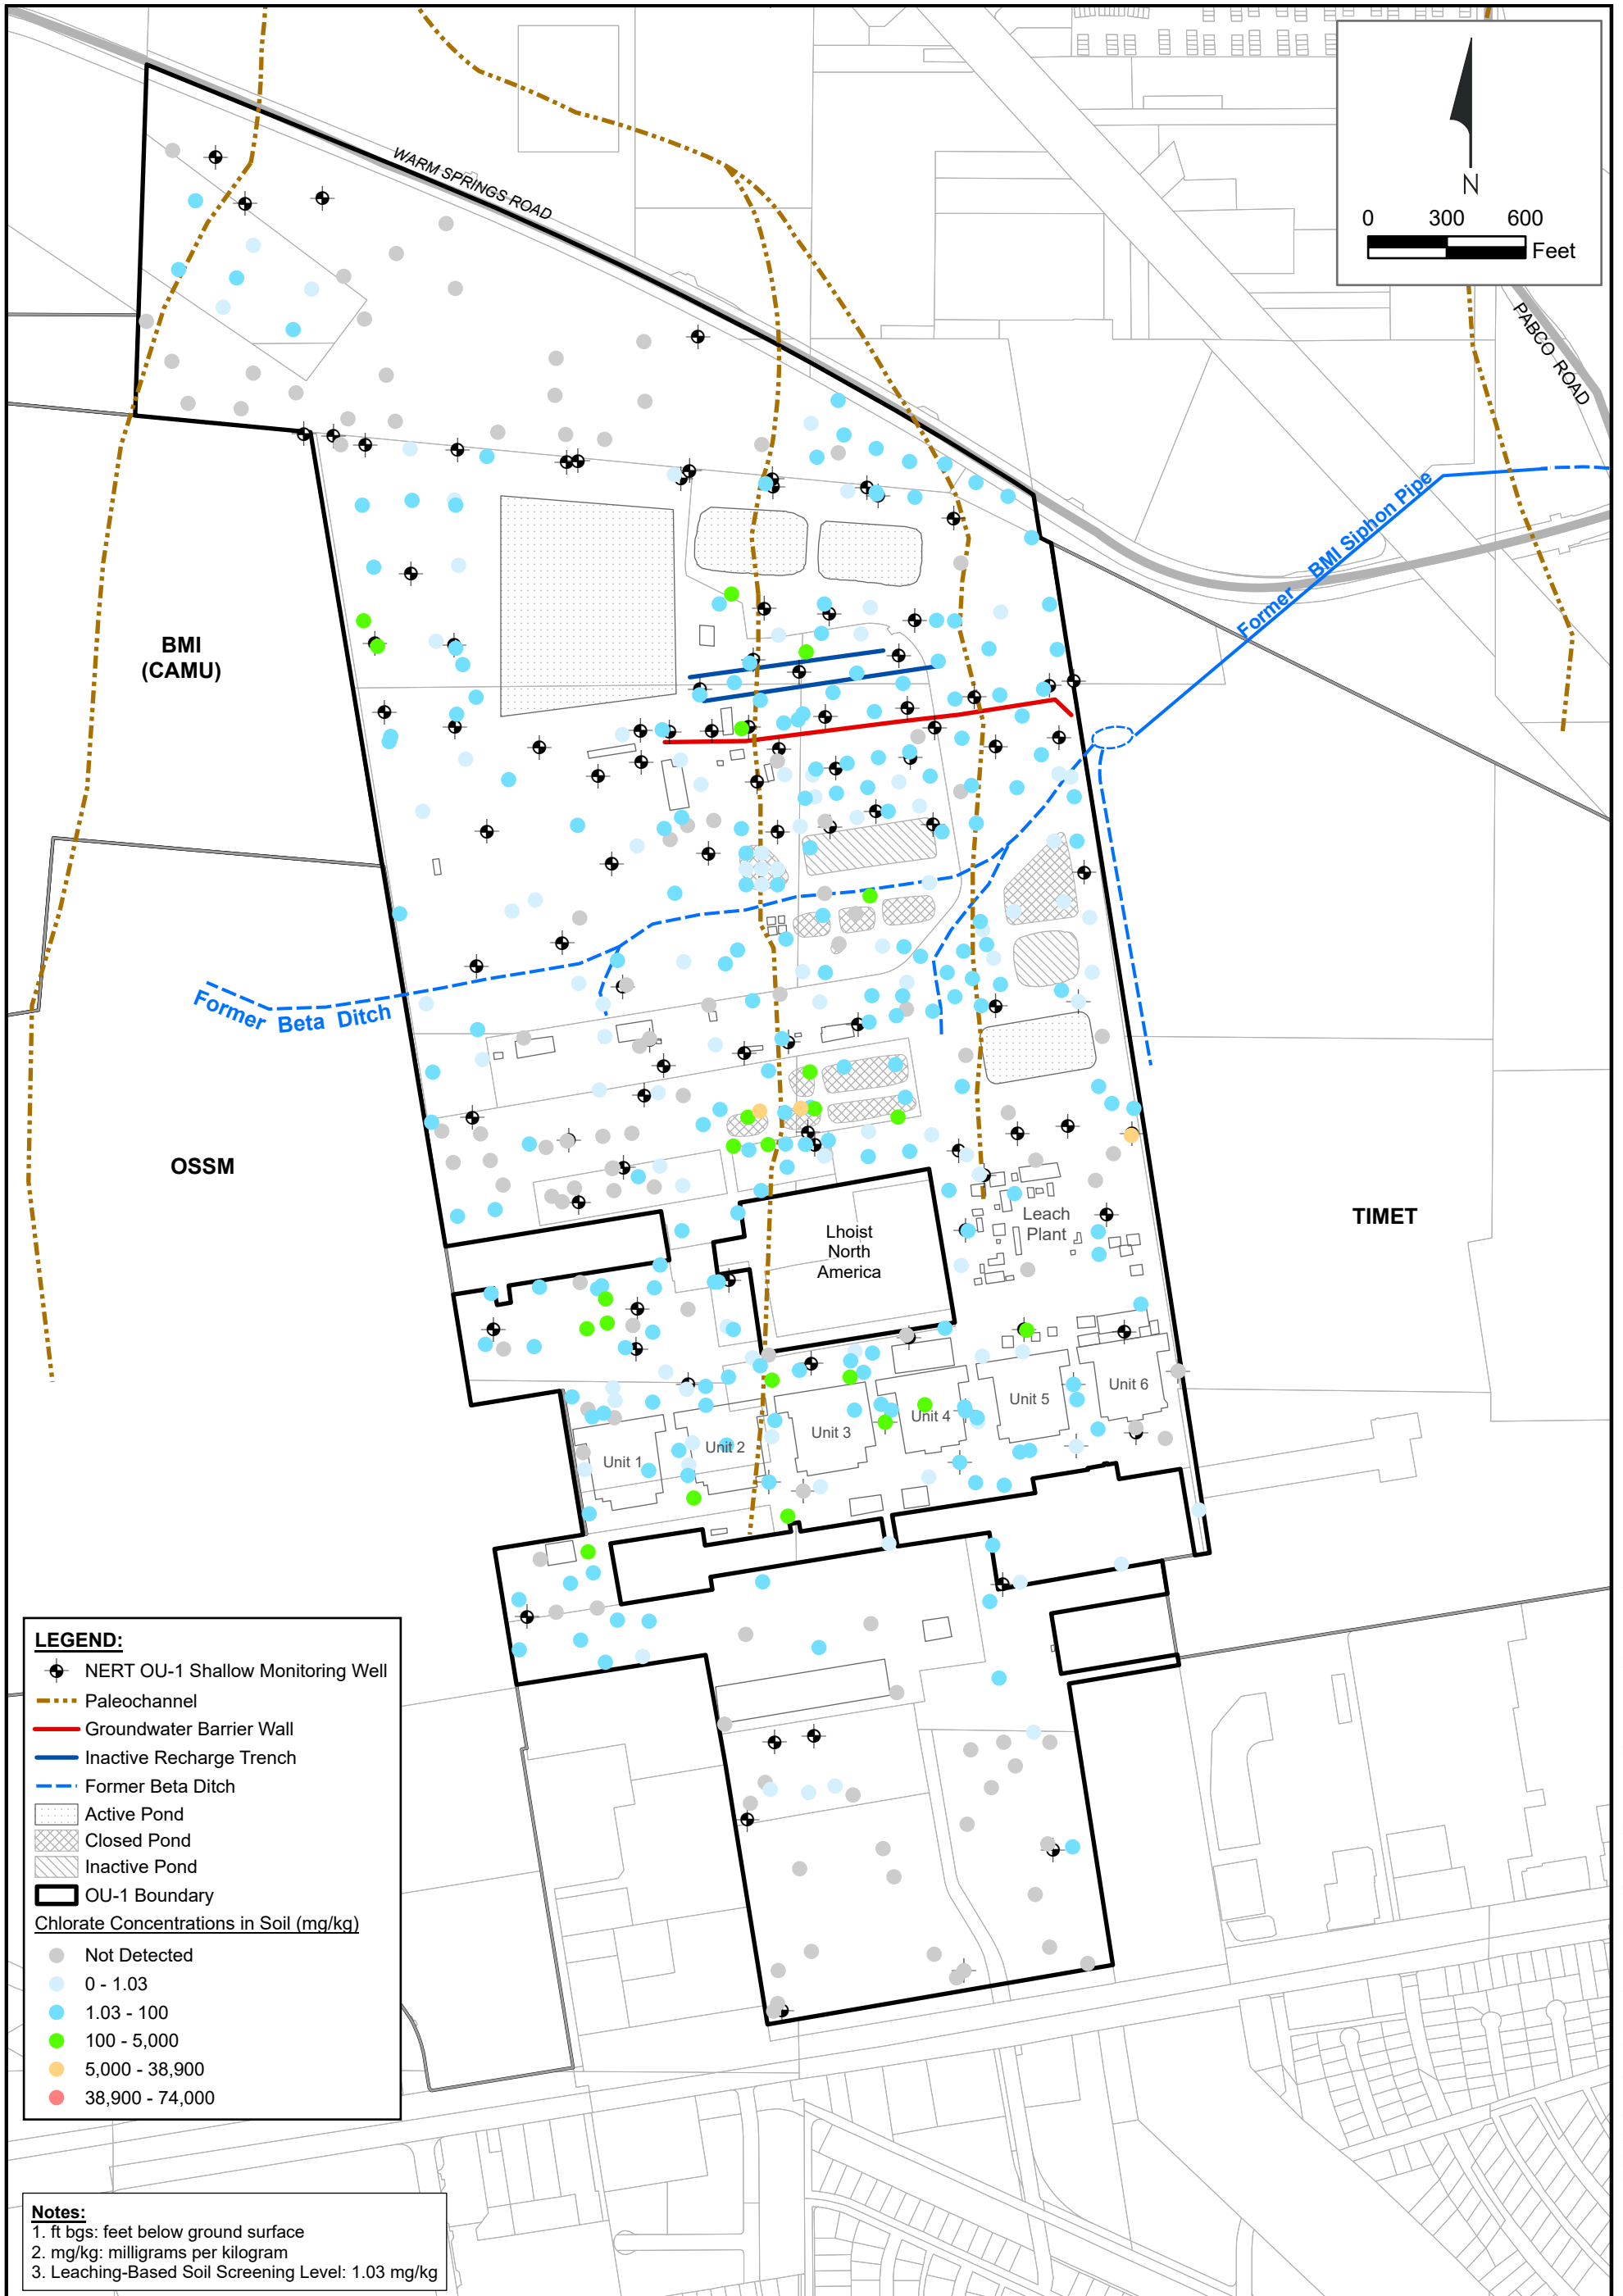 WARM SPRINGS ROAD
N
0 300 600
Feet
PABCO ROAD
Former BMI Siphon Pipe
BMI
(CAMU)
Former Beta Ditch
OSSM
TIMET
Lhoist
North
America
Leach
Plant
Unit 1
Unit 2
Unit 3
Unit 4
Unit 5
Unit 6
LEGEND:
NERT OU-1 Shallow Monitoring Well
Paleochannel
Groundwater Barrier Wall
Inactive Recharge Trench
Former Beta Ditch
Active Pond
Closed Pond
Inactive Pond
OU-1 Boundary
Chlorate Concentrations in Soil (mg/kg)
Not Detected
0 - 1.03
1.03 - 100
100 - 5,000
5,000 - 38,900
38,900 - 74,000
Notes:
1. ft bgs: feet below ground surface
2. mg/kg: milligrams per kilogram
3. Leaching-Based Soil Screening Level: 1.03 mg/kg